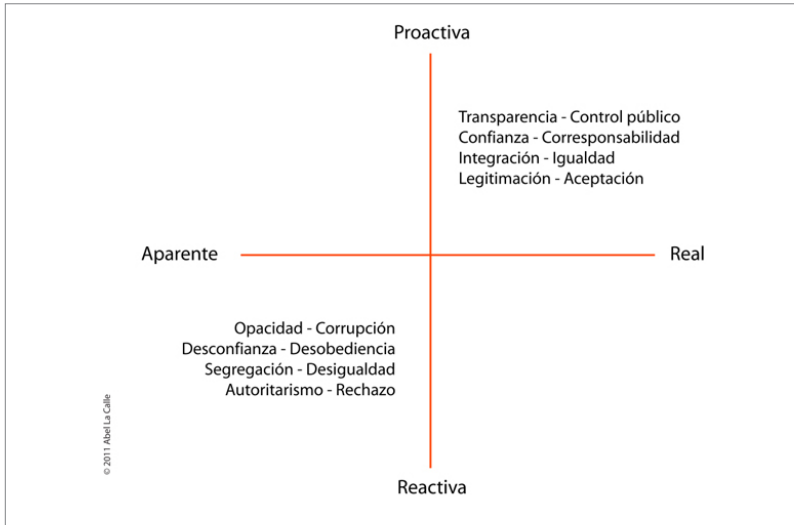 Proactiva
Transparencia - Control público
Confianza - Corresponsabilidad
Integración - Igualdad
Legitimación - Aceptación
Aparente
Real
Opacidad - Corrupción
Desconfianza - Desobediencia
Segregación - Desigualdad
Autoritarismo - Rechazo
© 2011 Abel La Calle
Reactiva